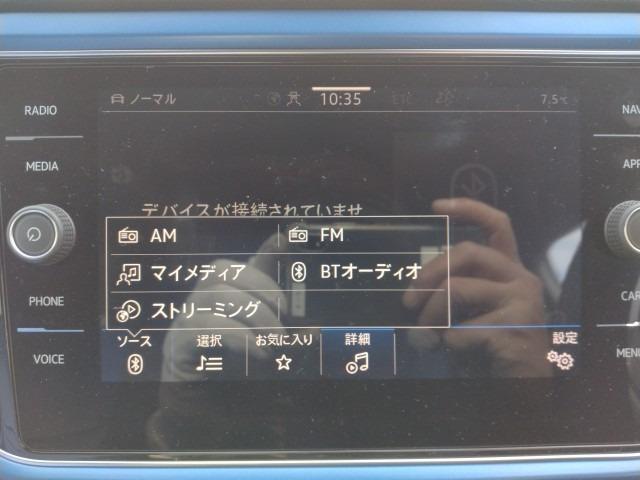 RADIO
MEDIA
PHONE
VOICE
ノーマル
10:35
ETC
7.5℃
デバイスが接続されていませ
AM
FM
マイメディア
BTオーディオ
ストリーミング
ソース
選択
お気に入り
詳細
設定
NAV
APP
CAR
MENU